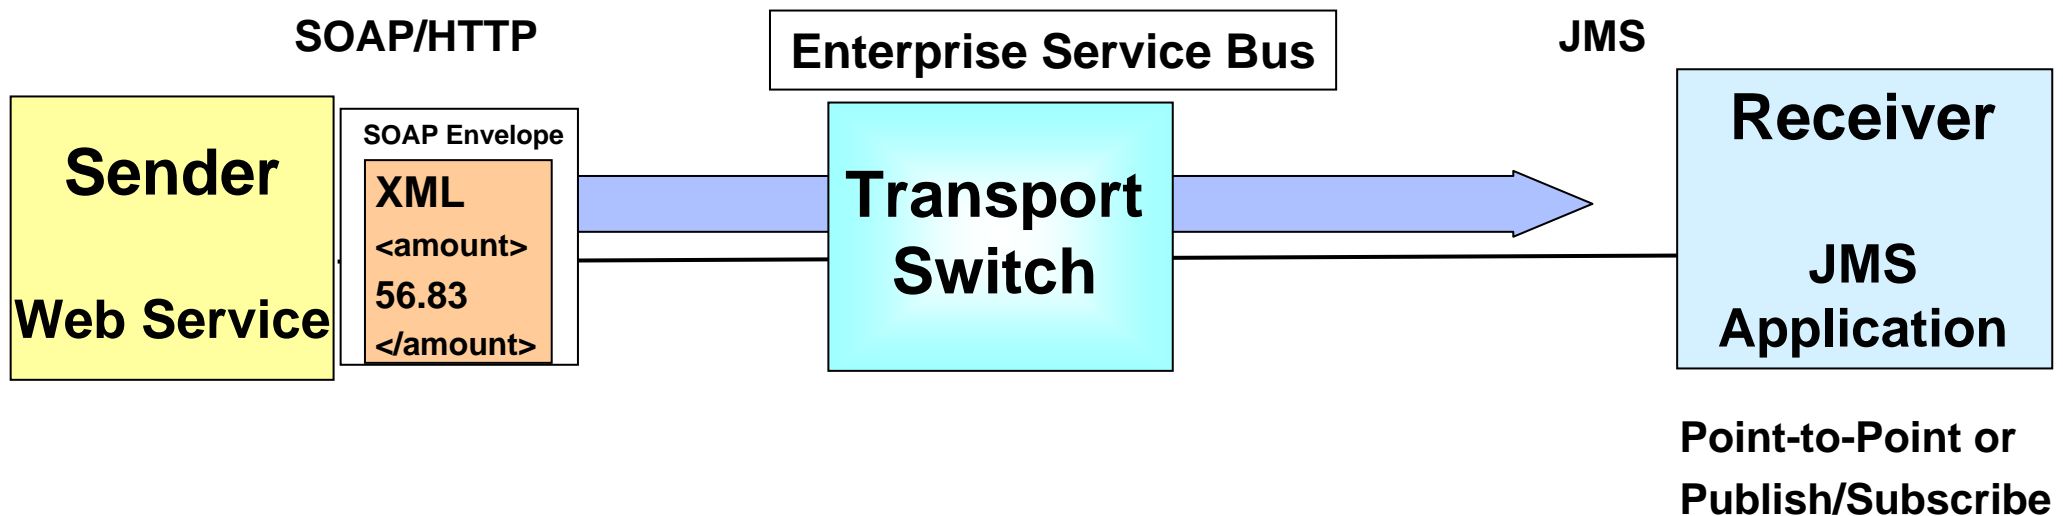 SOAP/HTTP
Enterprise Service Bus
JMS
Sender
Web Service
SOAP Envelope
XML
<amount>
56.83
</amount>
Transport
Switch
Receiver
JMS
Application
Point-to-Point or
Publish/Subscribe